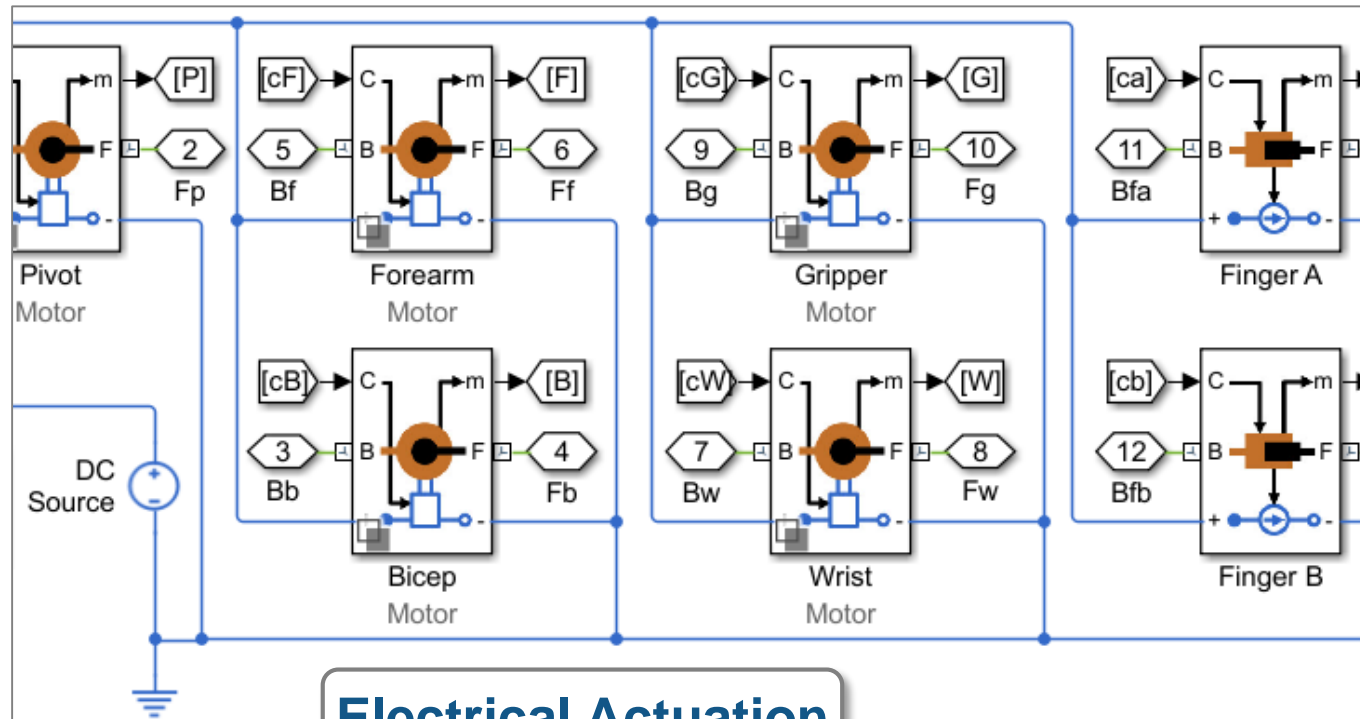 m [P] [cF] C m [F] [cG] C m [G] [ca] C m
F 2 5 B F 6 9 B F 10 11 B F
Fp Bf Ff Bg Fg Bfa
- - - + -
Pivot Forearm Gripper Finger A
Motor Motor Motor
[cB] C m [B] [cW] C m [W] [cb] C m
3 B F 4 7 B F 8 12 B F
DC Bb Fb Bw Fw Bfb
Source + - - - + -
Bicep Wrist Finger B
Motor Motor
Electrical Actuation